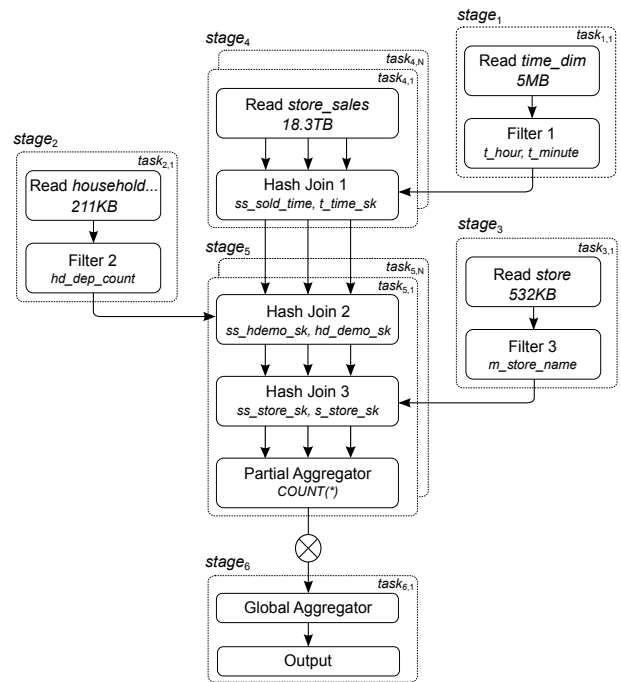 stage4
task4,N
task4,1
Read store_sales
18.3TB
Hash Join 1
ss_sold_time, t_time_sk
stage1
task1,1
Read time_dim
5MB
Filter 1
t_hour, t_minute
stage2
task2,1
Read household...
211KB
Filter 2
hd_dep_count
stage5
task5,N
task5,1
Hash Join 2
ss_hdemo_sk, hd_demo_sk
Hash Join 3
ss_store_sk, s_store_sk
Partial Aggregator
COUNT(*)
stage3
task3,1
Read store
532KB
Filter 3
m_store_name
stage6
task6,1
Global Aggregator
Output